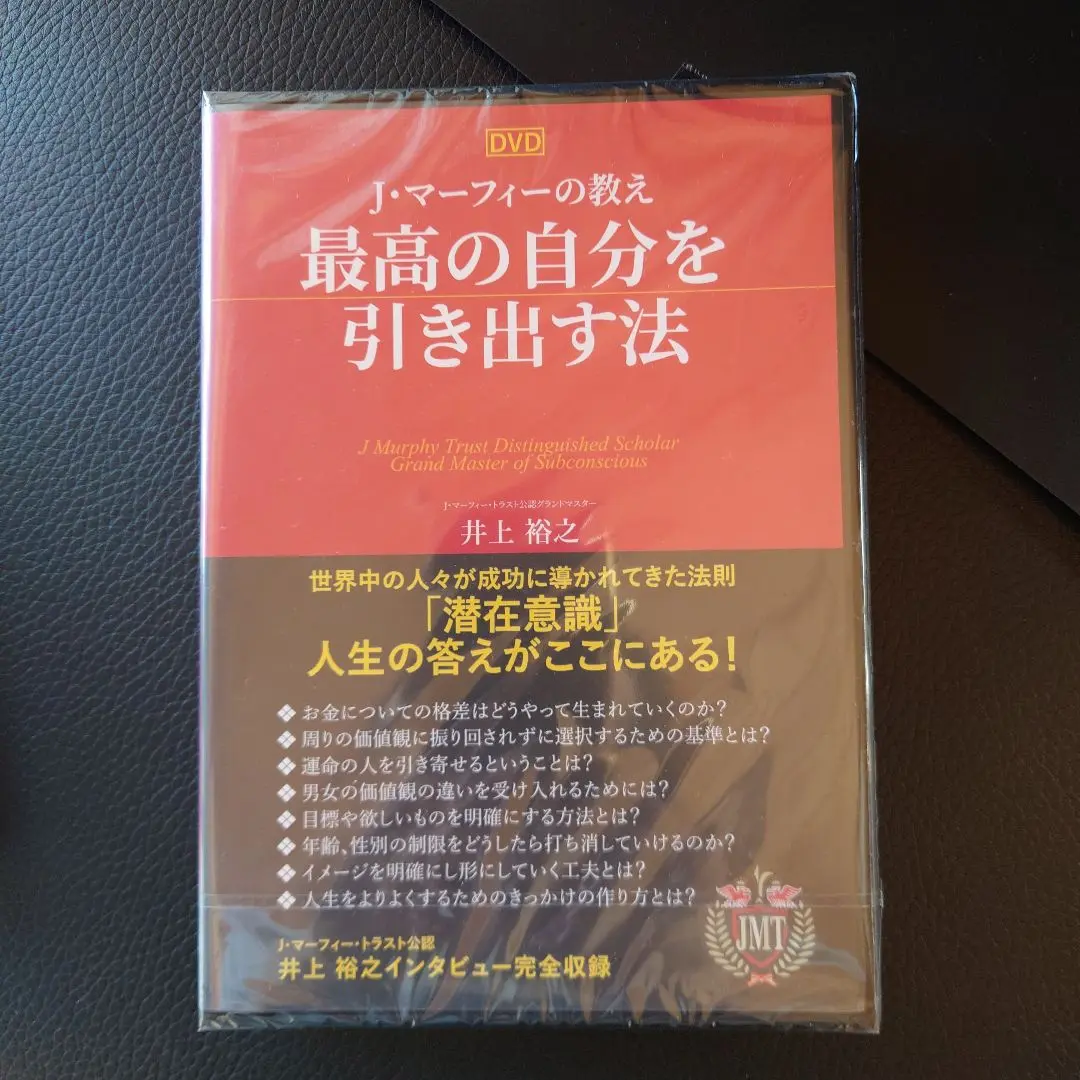 DVD
J・マーフィーの教え
最高の自分を
引き出す法
J Murphy Trust Distinguished Scholar
Grand Master of Subconscious
J・マーフィー・トラスト公認グランドマスター
井上 裕之
世界中の人々が成功に導かれてきた法則
「潜在意識」
人生の答えがここにある!
❖お金についての格差はどうやって生まれていくのか?
❖周りの価値観に振り回されずに選択するための基準とは?
❖運命の人を引き寄せるということは?
❖男女の価値観の違いを受け入れるためには?
❖目標や欲しいものを明確にする方法とは?
❖年齢、性別の制限をどうしたら打ち消していけるのか?
❖イメージを明確にし形にしていく工夫とは?
❖人生をよりよくするためのきっかけの作り方とは?
J・マーフィー・トラスト公認
井上 裕之インタビュー完全収録
JMT